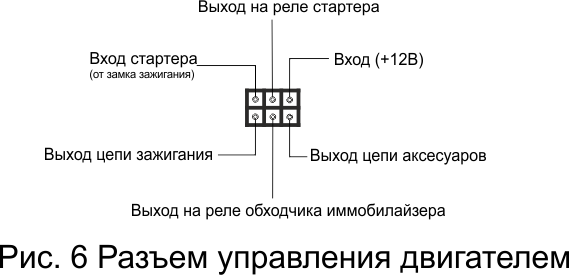 Выход на реле стартера
Вход стартера
(от замка зажигания)
Вход (+12В)
Выход цепи зажигания
Выход цепи аксесуаров
Выход на реле обходчика иммобилайзера
Рис. 6 Разъем управления двигателем